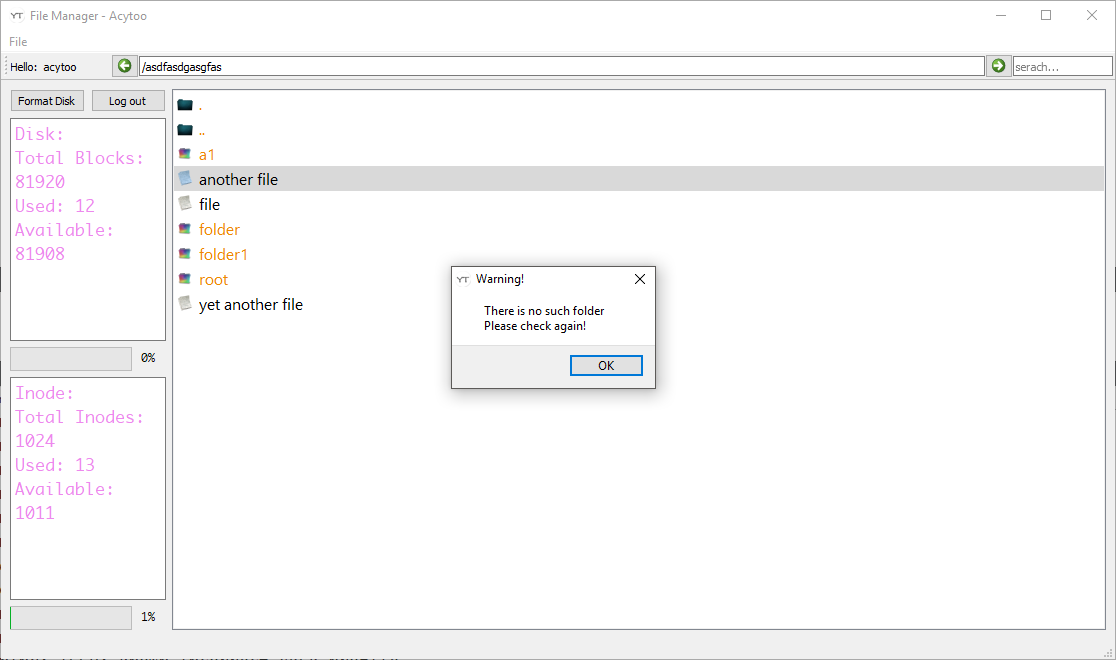 YT File Manager - Acytoo
File
Hello: acytoo
/asdfasdgasgfas
serach...
Format Disk
Log out
Disk:
Total Blocks:
81920
Used: 12
Available:
81908
0%
Inode:
Total Inodes:
1024
Used: 13
Available:
1011
1%
.
..
a1
another file
file
folder
folder1
root
yet another file
YT Warning!
There is no such folder
Please check again!
OK